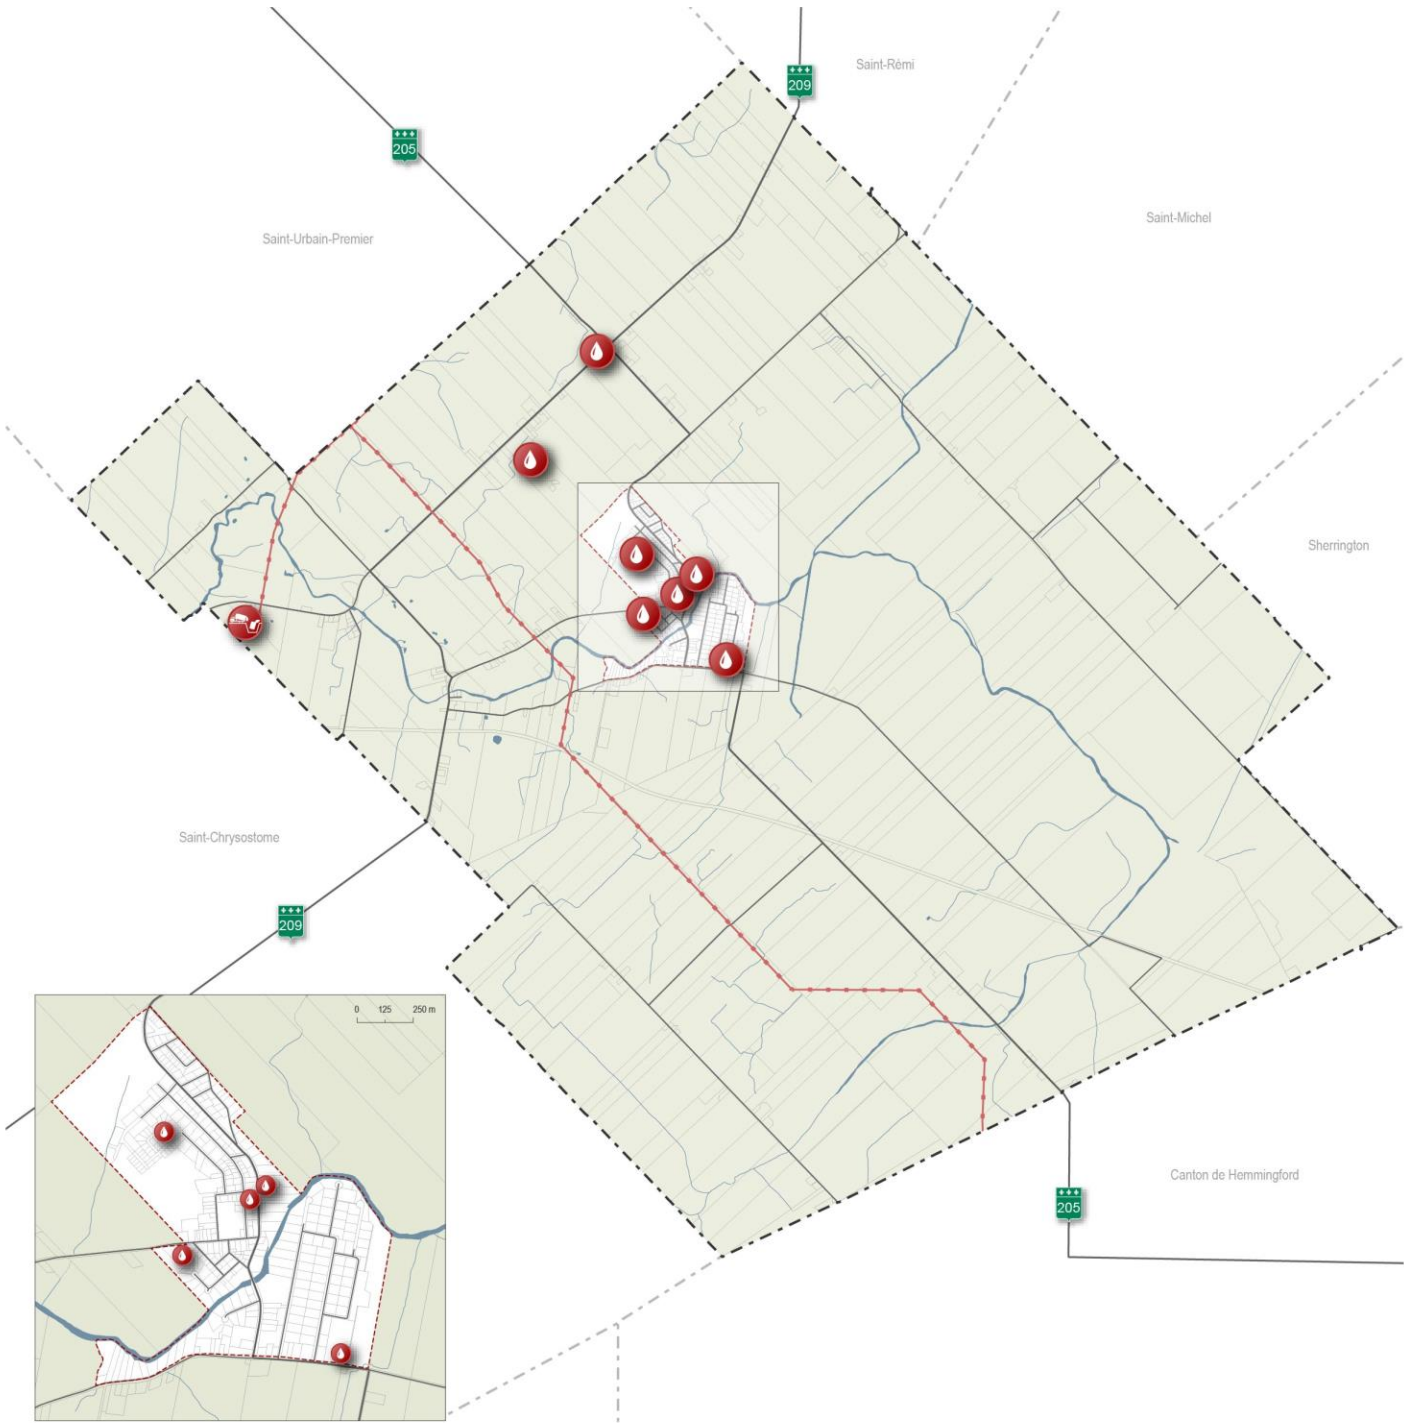 Saint-Rémi
209
205
Saint-Michel
Saint-Urbain-Premier
Sherrington
Saint-Chrysostome
209
0 125 250 m
Canton de Hemmingford
205